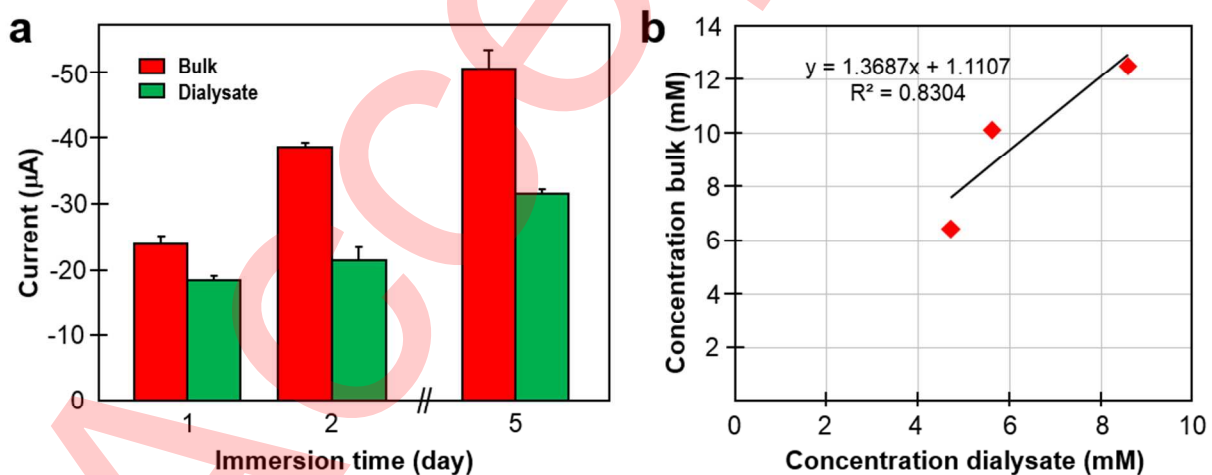 a
Bulk
Dialysate
-50
-40
-30
-20
-10
0
Current (µA)
1
2
//
5
Immersion time (day)
b
y = 1.3687x + 1.1107
R² = 0.8304
14
12
10
8
6
4
2
Concentration bulk (mM)
0
2
4
6
8
10
Concentration dialysate (mM)